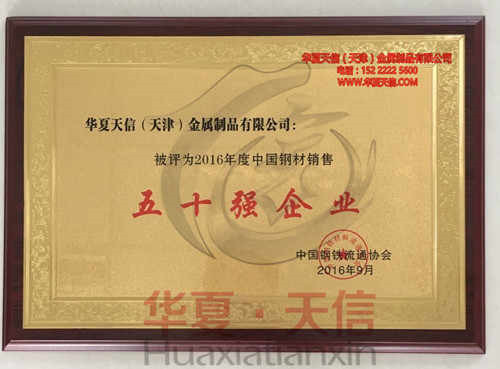 华夏天信（天津）金属制品有限公司
电话：152 2222 5600
WWW.华夏天信.COM
华夏天信（天津）金属制品有限公司：
被评为2016年度中国钢材销售
五十强企业
中国钢铁流通协会
2016年9月
华夏 天信
Huaxiatianxin